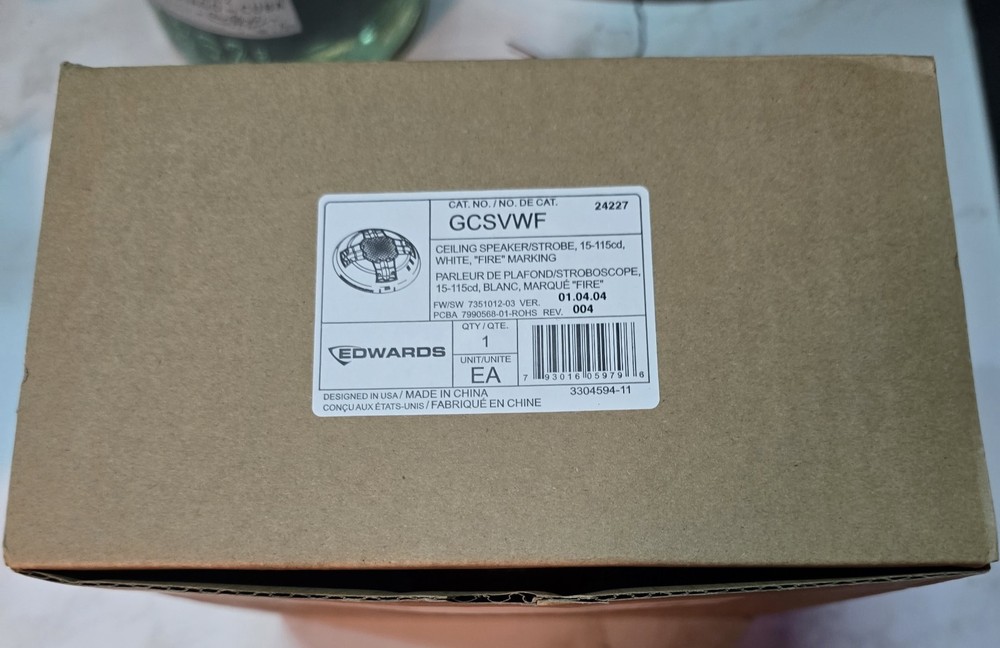 CAT. NO. / NO. DE CAT.
24227
GCSVWF
CEILING SPEAKER/STROBE, 15-115cd,
WHITE, "FIRE" MARKING
PARLEUR DE PLAFOND/STROBOSCOPE,
15-115cd, BLANC, MARQUÉ "FIRE"
FW/SW 7351012-03 VER. 01.04.04
PCBA 7990568-01-ROHS REV. 004
EDWARDS
QTY / QTE.
1
UNIT/UNITE
EA
7 93016 05979 6
DESIGNED IN USA / MADE IN CHINA
3304594-11
CONÇU AUX ÉTATS-UNIS / FABRIQUÉ EN CHINE